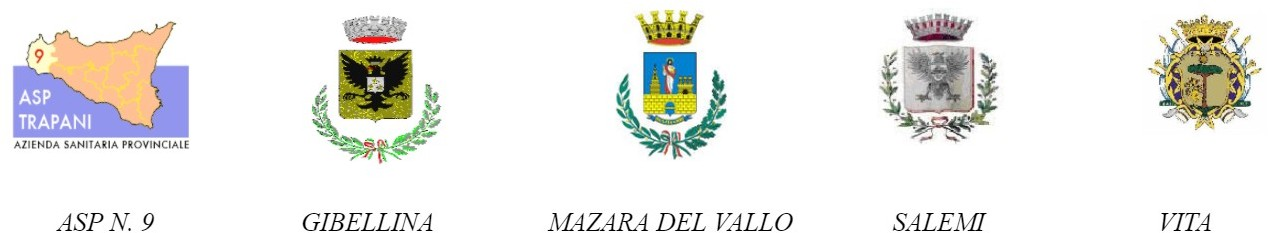 9
ASP
TRAPANI
AZIENDA SANITARIA PROVINCIALE
ASP N. 9 GIBELLINA MAZARA DEL VALLO SALEMI VITA